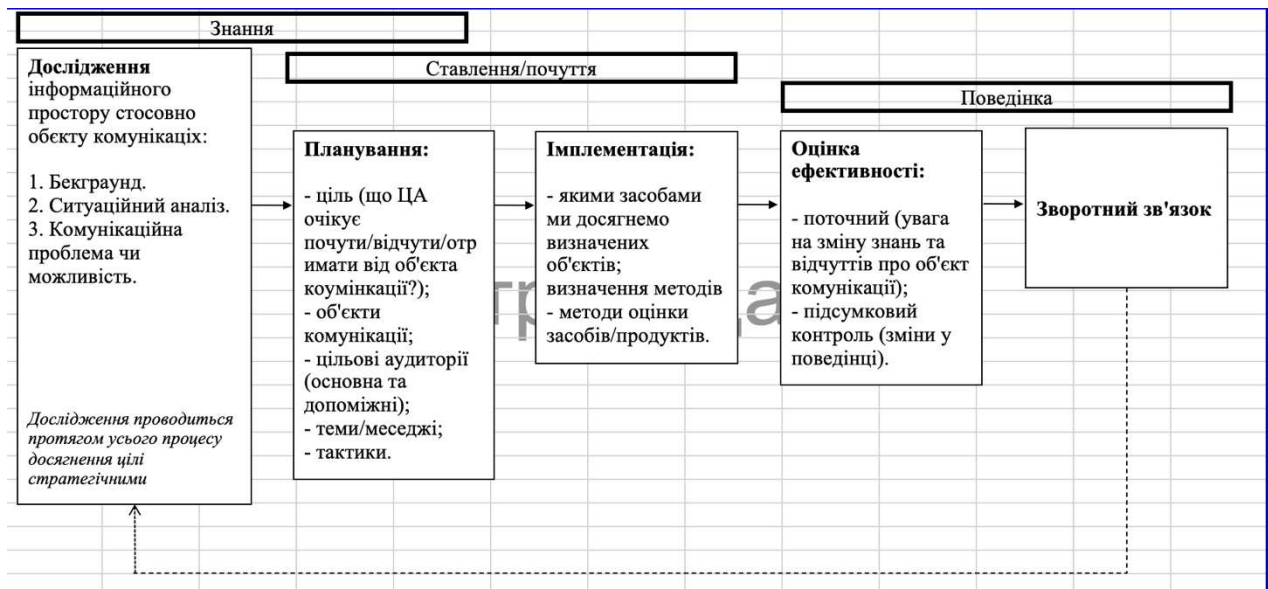 Знання
Ставлення/почуття
Поведінка
Дослідження
інформаційного
простору стосовно
обєкту комунікаціх:
1. Бекграунд.
2. Ситуаційний аналіз.
3. Комунікаційна
проблема чи
можливість.
Дослідження проводиться
протягом усього процесу
досягнення цілі
стратегічними
Планування:
- ціль (що ЦА
очікує
почути/відчути/отр
имати від об'єкта
коумінкації?);
- об'єкти
комунікації;
- цільові аудиторії
(основна та
допоміжні);
- теми/меседжі;
- тактики.
Імплементація:
- якими засобами
ми досягнемо
визначених
об'єктів;
визначення методів
- методи оцінки
засобів/продуктів.
Оцінка
ефективності:
- поточний (увага
на зміну знань та
відчуттів про об'єкт
комунікації);
- підсумковий
контроль (зміни у
поведінці).
Зворотний зв'язок